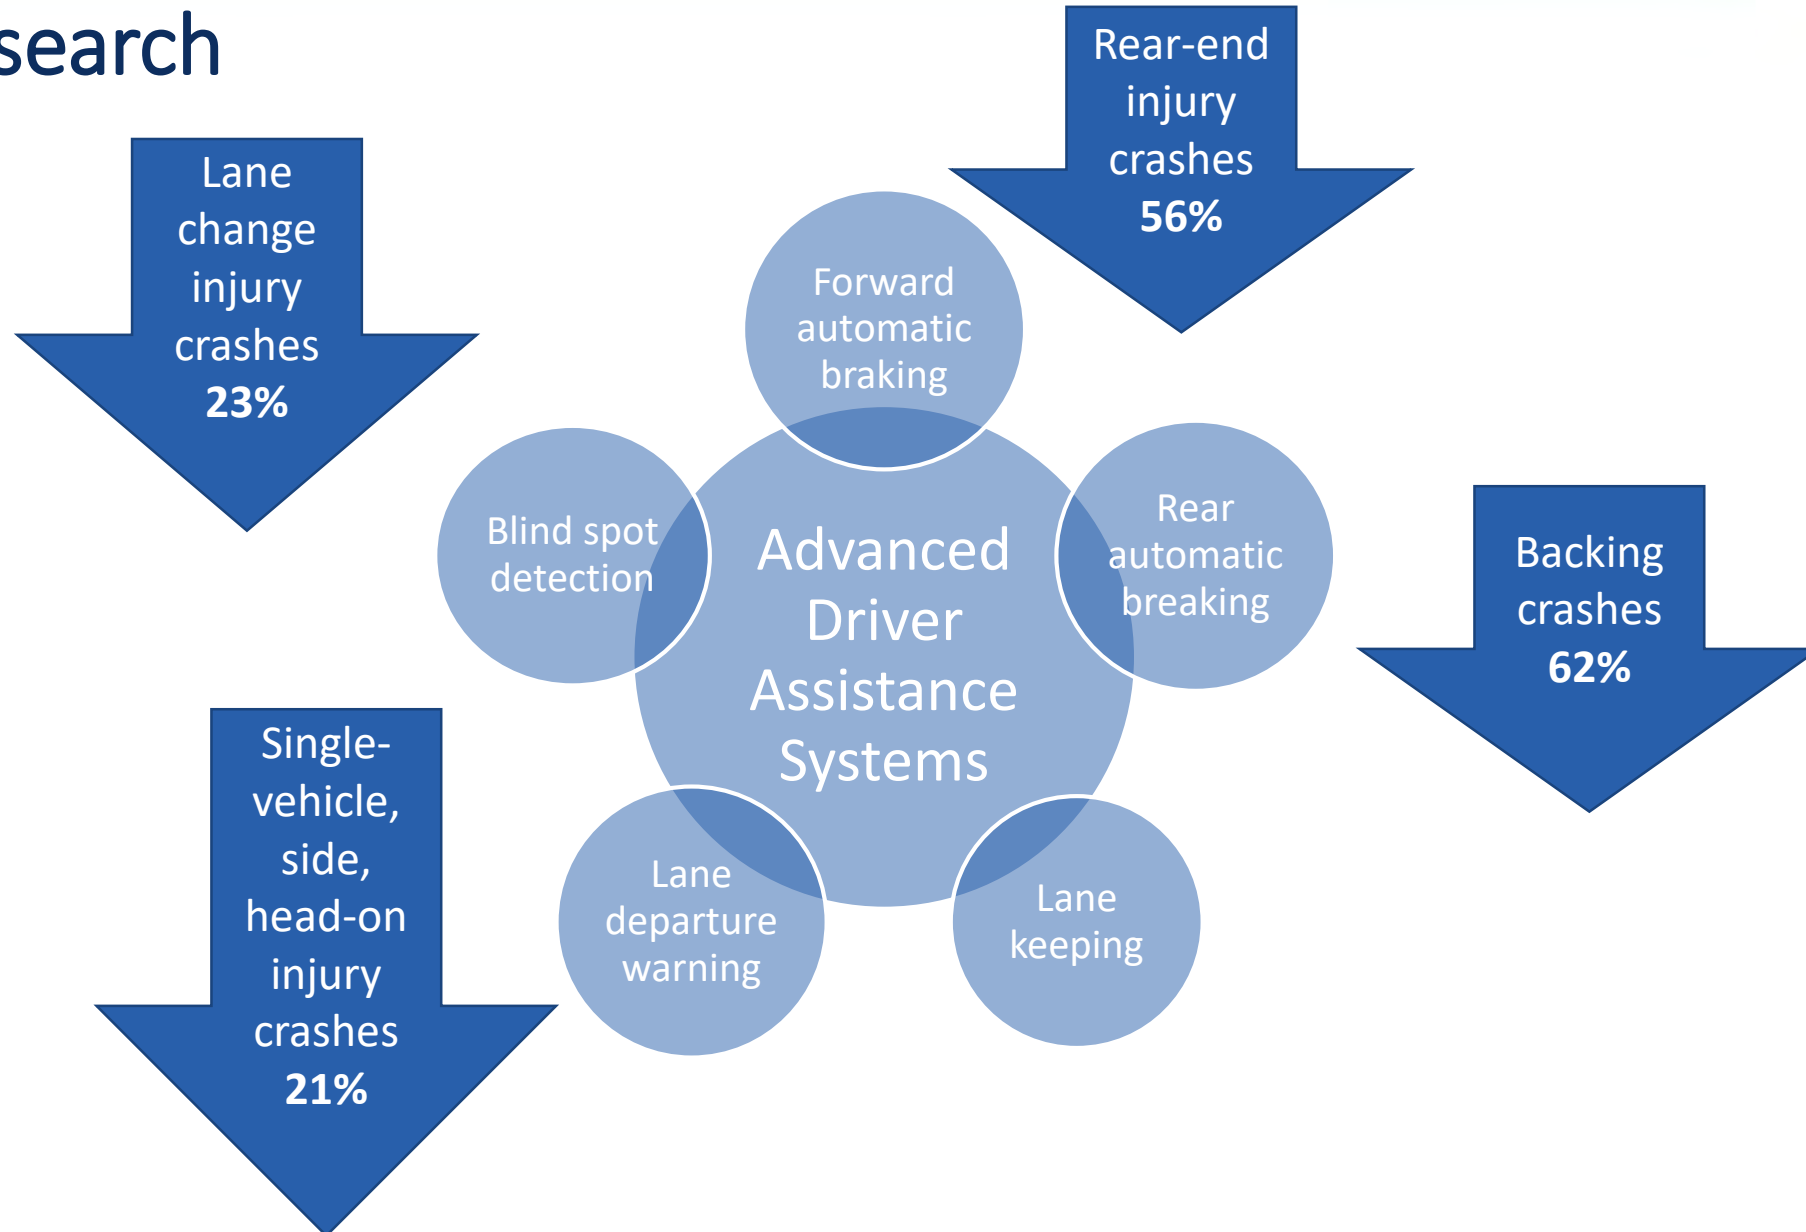 search
Rear-end
injury
crashes
56%
Lane
change
injury
crashes
23%
Forward
automatic
braking
Blind spot
detection
Advanced
Driver
Assistance
Systems
Rear
automatic
breaking
Backing
crashes
62%
Single-
vehicle,
side,
head-on
injury
crashes
21%
Lane
departure
warning
Lane
keeping